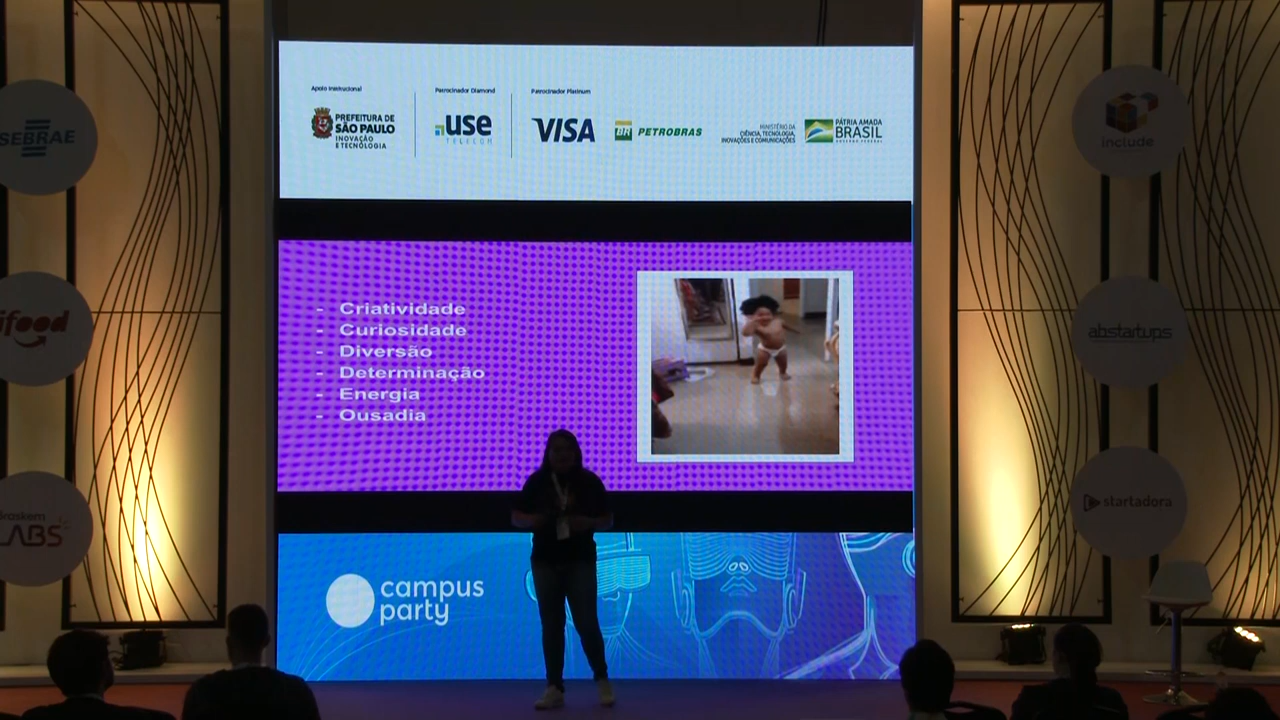 Apoio Institucional
PREFEITURA DE
SÃO PAULO
INOVAÇÃO
E TECNOLOGIA
Patrocinador Diamond
USE
TELECOM
Patrocinador Platinum
VISA
BR PETROBRAS
MINISTÉRIO DA
CIÊNCIA, TECNOLOGIA,
INOVAÇÕES E COMUNICAÇÕES
PÁTRIA AMADA
BRASIL
GOVERNO FEDERAL
- Criatividade
- Curiosidade
- Diversão
- Determinação
- Energia
- Ousadia
campus
party
SEBRAE
ifood
Braskem
LABS
include
abstartups
startadora